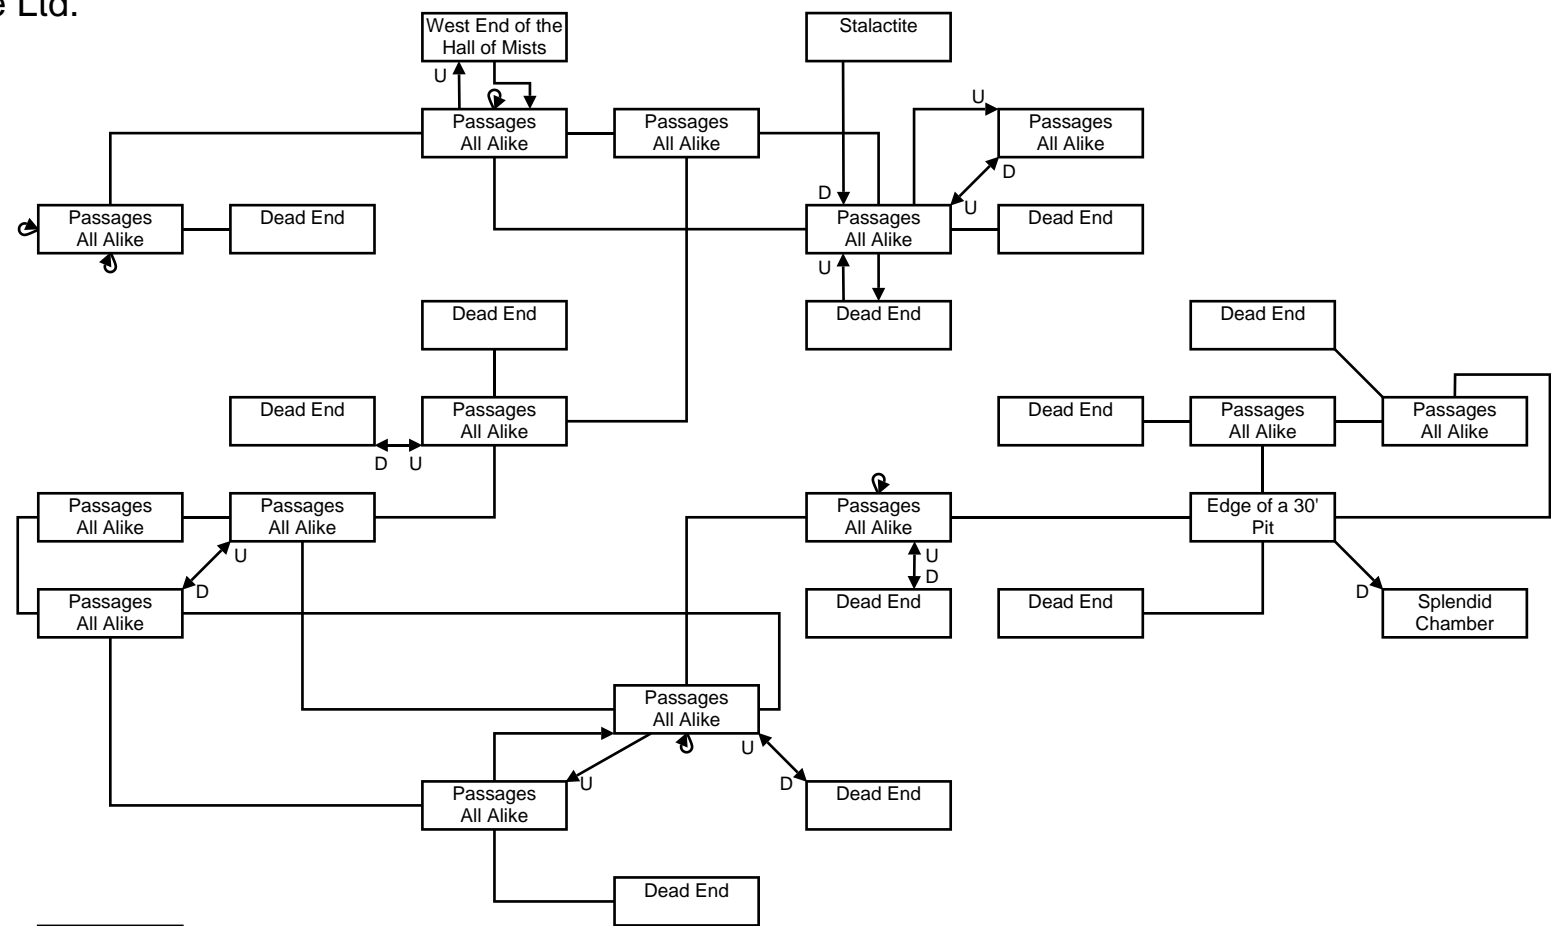 e Ltd.
West End of the
Hall of Mists
Stalactite
U
U
Passages
All Alike
Passages
All Alike
Passages
All Alike
D
D
U
Passages
All Alike
Dead End
Passages
All Alike
Dead End
U
Dead End
Dead End
Dead End
Dead End
Passages
All Alike
Dead End
Passages
All Alike
Passages
All Alike
D
U
Passages
All Alike
Passages
All Alike
Passages
All Alike
Edge of a 30'
Pit
U
U
D
D
D
Passages
All Alike
Dead End
Dead End
Splendid
Chamber
Passages
All Alike
U
U
D
Passages
All Alike
Dead End
Dead End